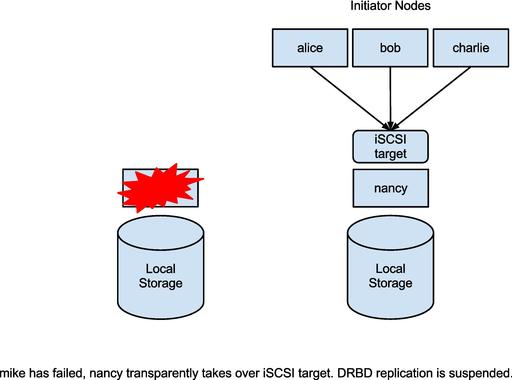 Initiator Nodes
alice
bob
charlie
iSCSI
target
nancy
Local
Storage
Local
Storage
mike has failed, nancy transparently takes over iSCSI target. DRBD replication is suspended.